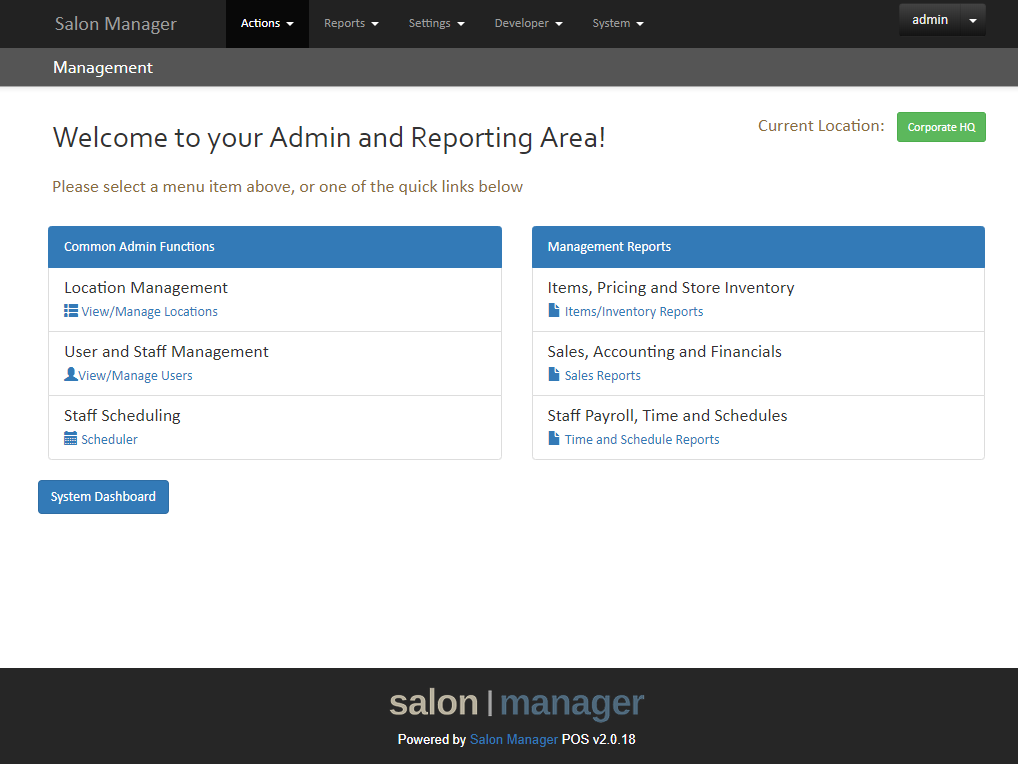 Salon Manager Actions Reports Settings Developer System admin
Management
Welcome to your Admin and Reporting Area!
Current Location: Corporate HQ
Please select a menu item above, or one of the quick links below
Common Admin Functions
Location Management
View/Manage Locations
User and Staff Management
View/Manage Users
Staff Scheduling
Scheduler
Management Reports
Items, Pricing and Store Inventory
Items/Inventory Reports
Sales, Accounting and Financials
Sales Reports
Staff Payroll, Time and Schedules
Time and Schedule Reports
System Dashboard
salon | manager
Powered by Salon Manager POS v2.0.18